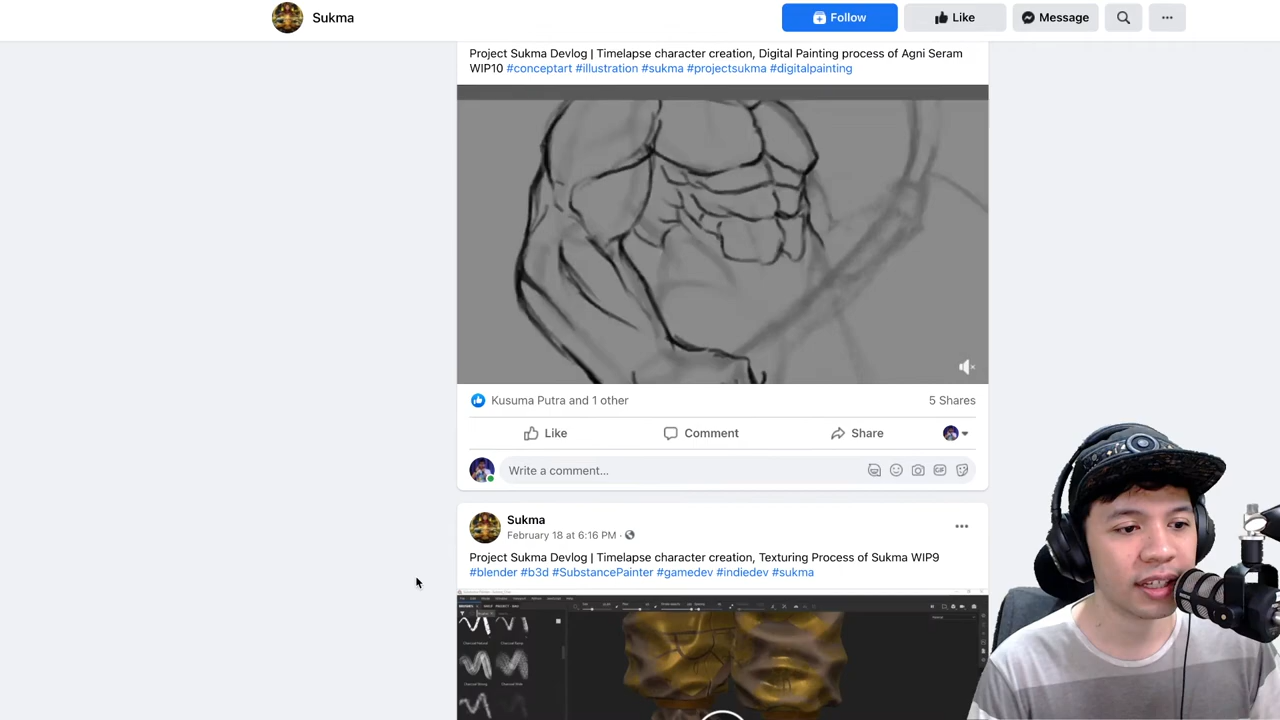 Sukma
Follow
Like
Message
Project Sukma Devlog | Timelapse character creation, Digital Painting process of Agni Seram
WIP10 #conceptart #illustration #sukma #projectsukma #digitalpainting
Kusuma Putra and 1 other
5 Shares
Like
Comment
Share
Write a comment...
Sukma
February 18 at 6:16 PM ·
Project Sukma Devlog | Timelapse character creation, Texturing Process of Sukma WIP9
#blender #b3d #SubstancePainter #gamedev #indiedev #sukma